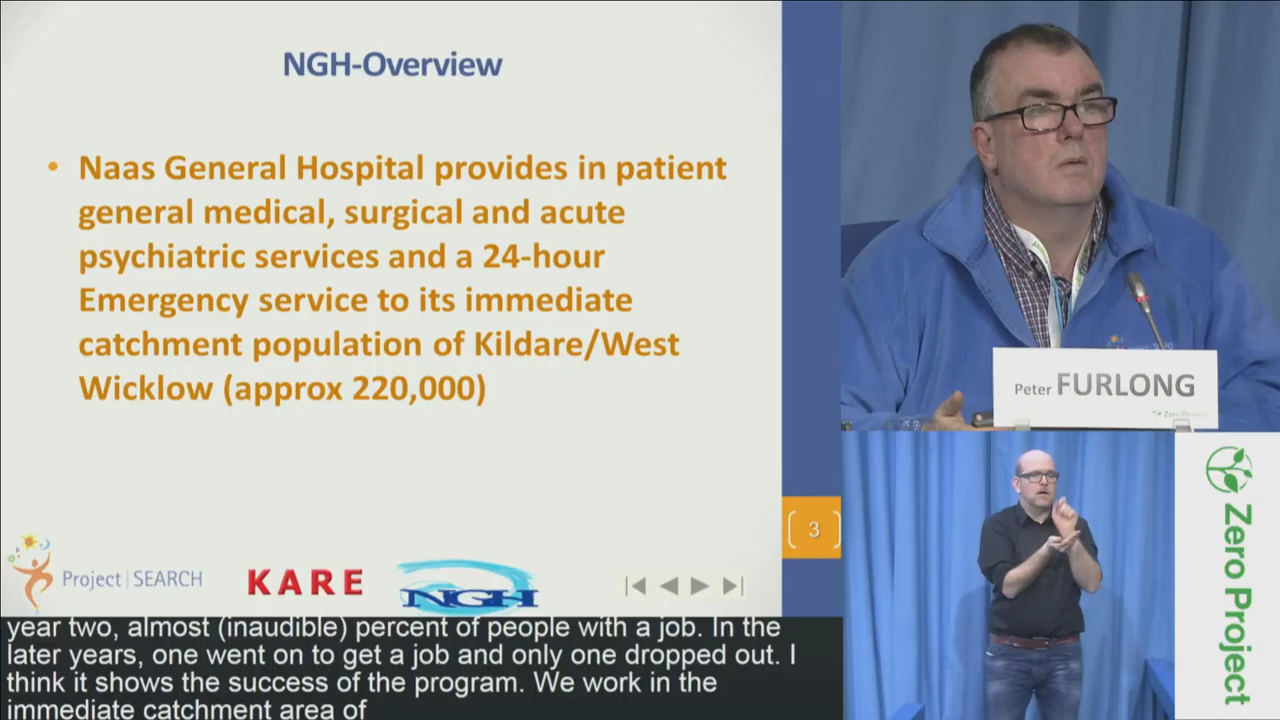 NGH-Overview
• Naas General Hospital provides in patient
general medical, surgical and acute
psychiatric services and a 24-hour
Emergency service to its immediate
catchment population of Kildare/West
Wicklow (approx 220,000)
3
Project|SEARCH
KARE
NGH
year two, almost (inaudible) percent of people with a job. In the
later years, one went on to get a job and only one dropped out. I
think it shows the success of the program. We work in the
immediate catchment area of
Peter FURLONG
Zero Project
Zero Project